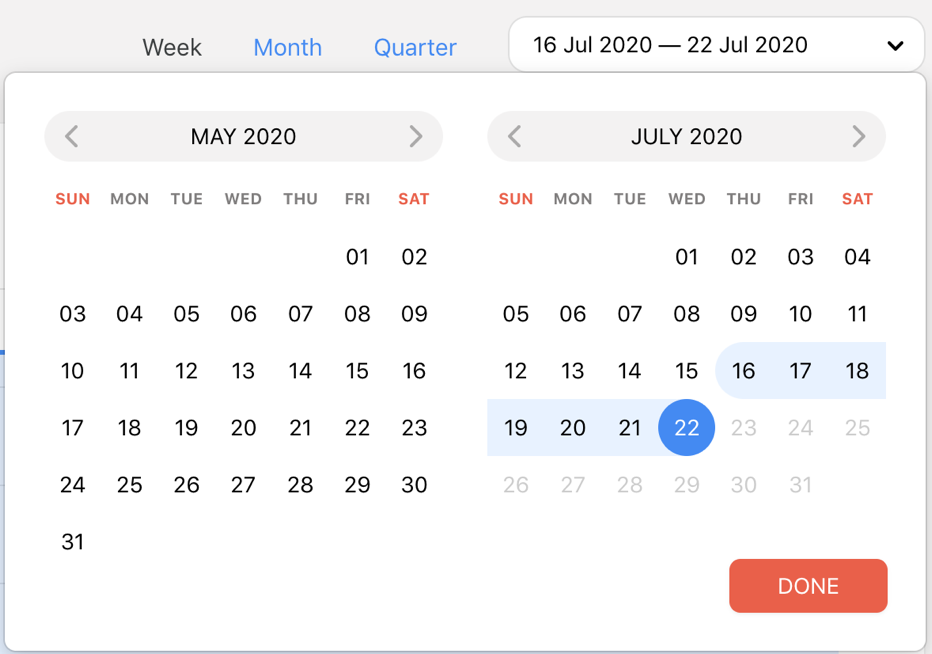 Week Month Quarter 16 Jul 2020 — 22 Jul 2020
MAY 2020
SUN MON TUE WED THU FRI SAT
01 02
03 04 05 06 07 08 09
10 11 12 13 14 15 16
17 18 19 20 21 22 23
24 25 26 27 28 29 30
31
JULY 2020
SUN MON TUE WED THU FRI SAT
01 02 03 04
05 06 07 08 09 10 11
12 13 14 15 16 17 18
19 20 21 22 23 24 25
26 27 28 29 30 31
DONE